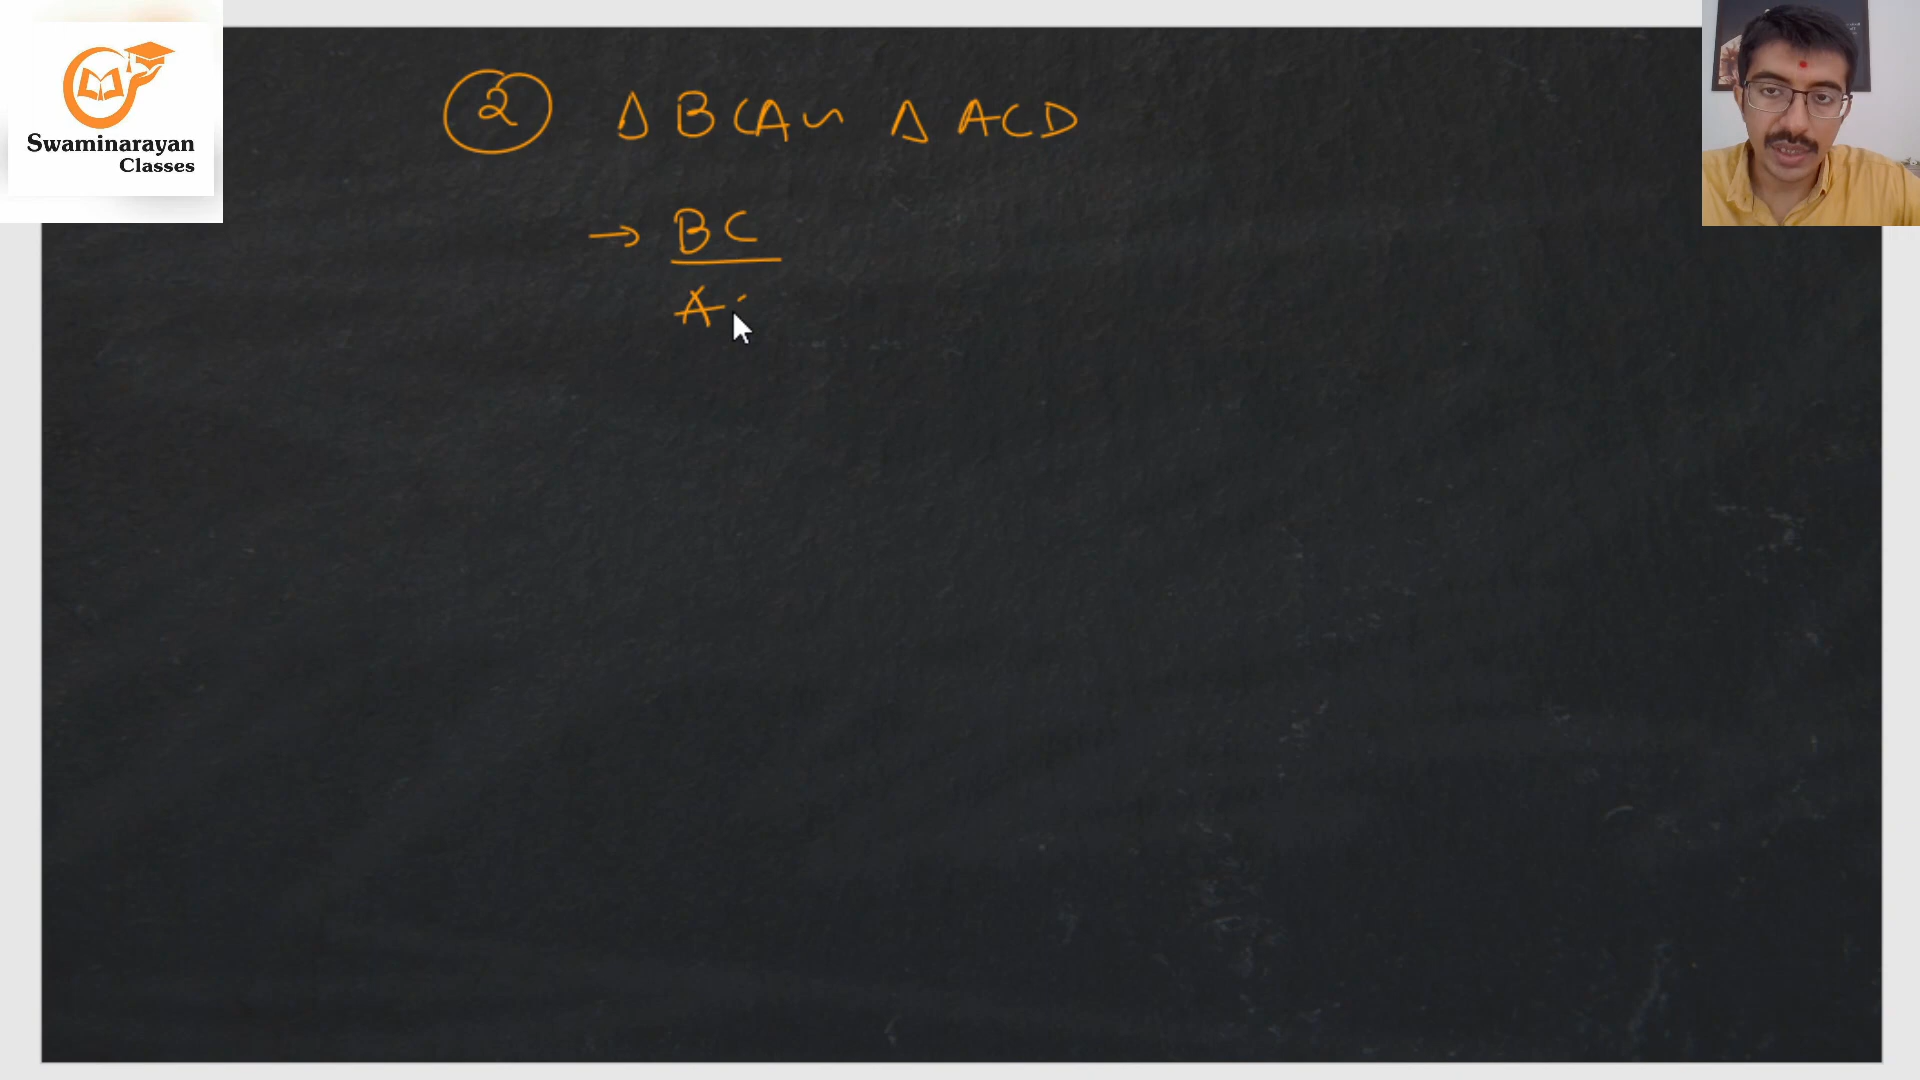 Swaminarayan
Classes
2 Δ BCA ~ Δ ACD
→ BC
A